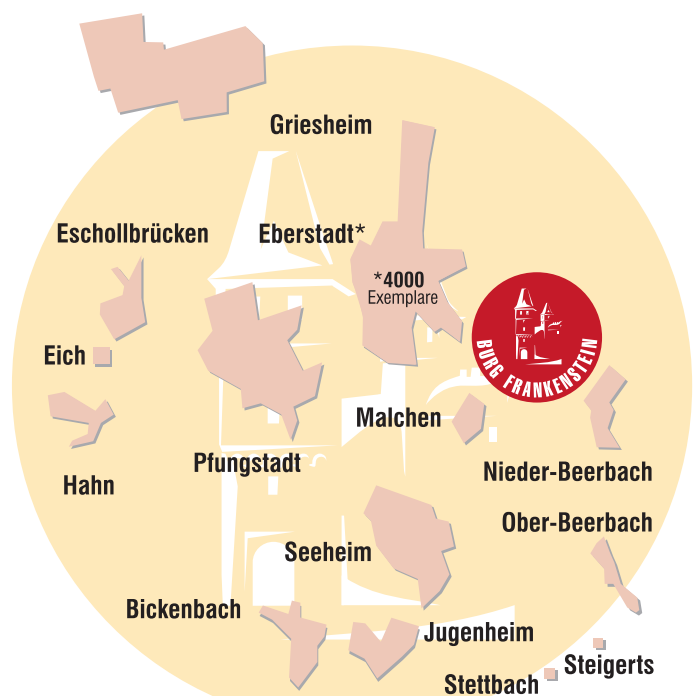 Griesheim
Eschollbrücken
Eberstadt*
*4000
Exemplare
BURG FRANKENSTEIN
Eich
Malchen
Pfungstadt
Nieder-Beerbach
Hahn
Ober-Beerbach
Seeheim
Bickenbach
Jugenheim
Steigerts
Stettbach